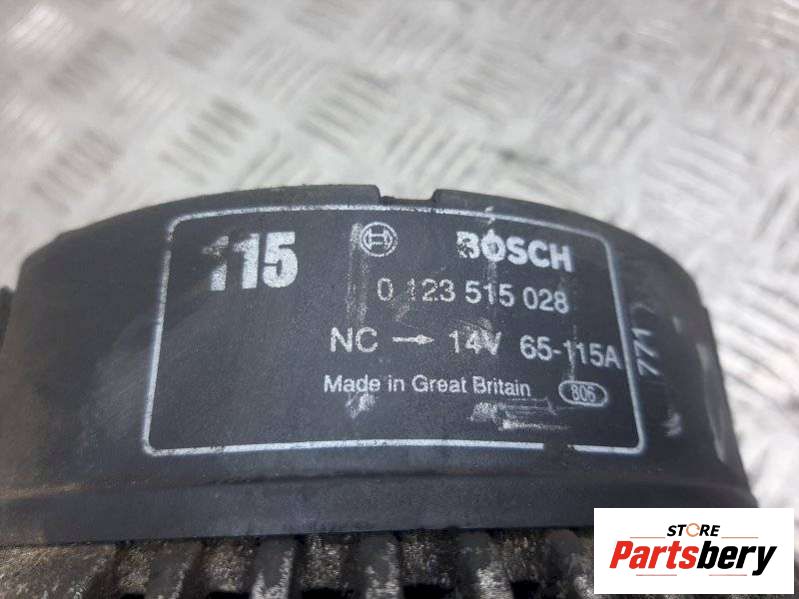 115
BOSCH
0 123 515 028
NC → 14V 65-115A
771
Made in Great Britain 806
STORE
Partsbery